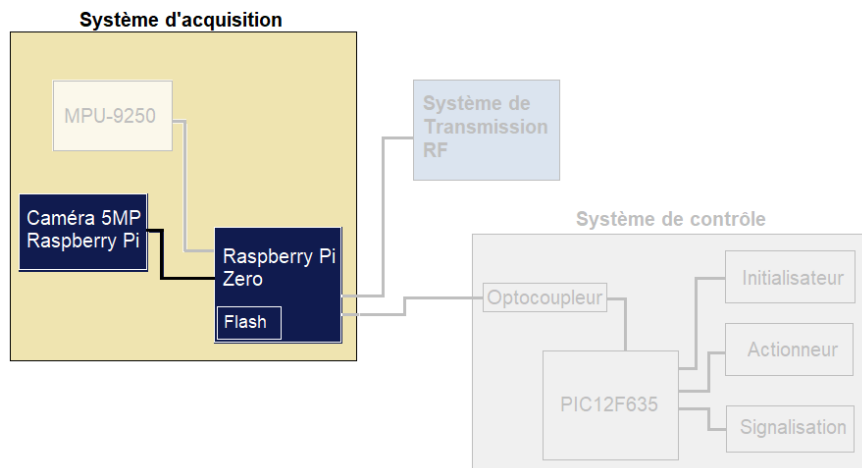 Système d'acquisition
MPU-9250
Système de
Transmission
RF
Caméra 5MP
Raspberry Pi
Raspberry Pi
Zero
Flash
Système de contrôle
Optocoupleur
Initialisateur
Actionneur
PIC12F635
Signalisation